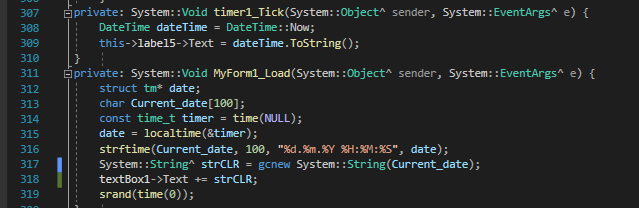 307 private: System::Void timer1_Tick(System::Object^ sender, System::EventArgs^ e) {
308 DateTime dateTime = DateTime::Now;
309 this->label5->Text = dateTime.ToString();
310 }
311 private: System::Void MyForm1_Load(System::Object^ sender, System::EventArgs^ e) {
312 struct tm* date;
313 char Current_date[100];
314 const time_t timer = time(NULL);
315 date = localtime(&timer);
316 strftime(Current_date, 100, "%d.%m.%Y %H:%M:%S", date);
317 System::String^ strCLR = gcnew System::String(Current_date);
318 textBox1->Text += strCLR;
319 srand(time(0));